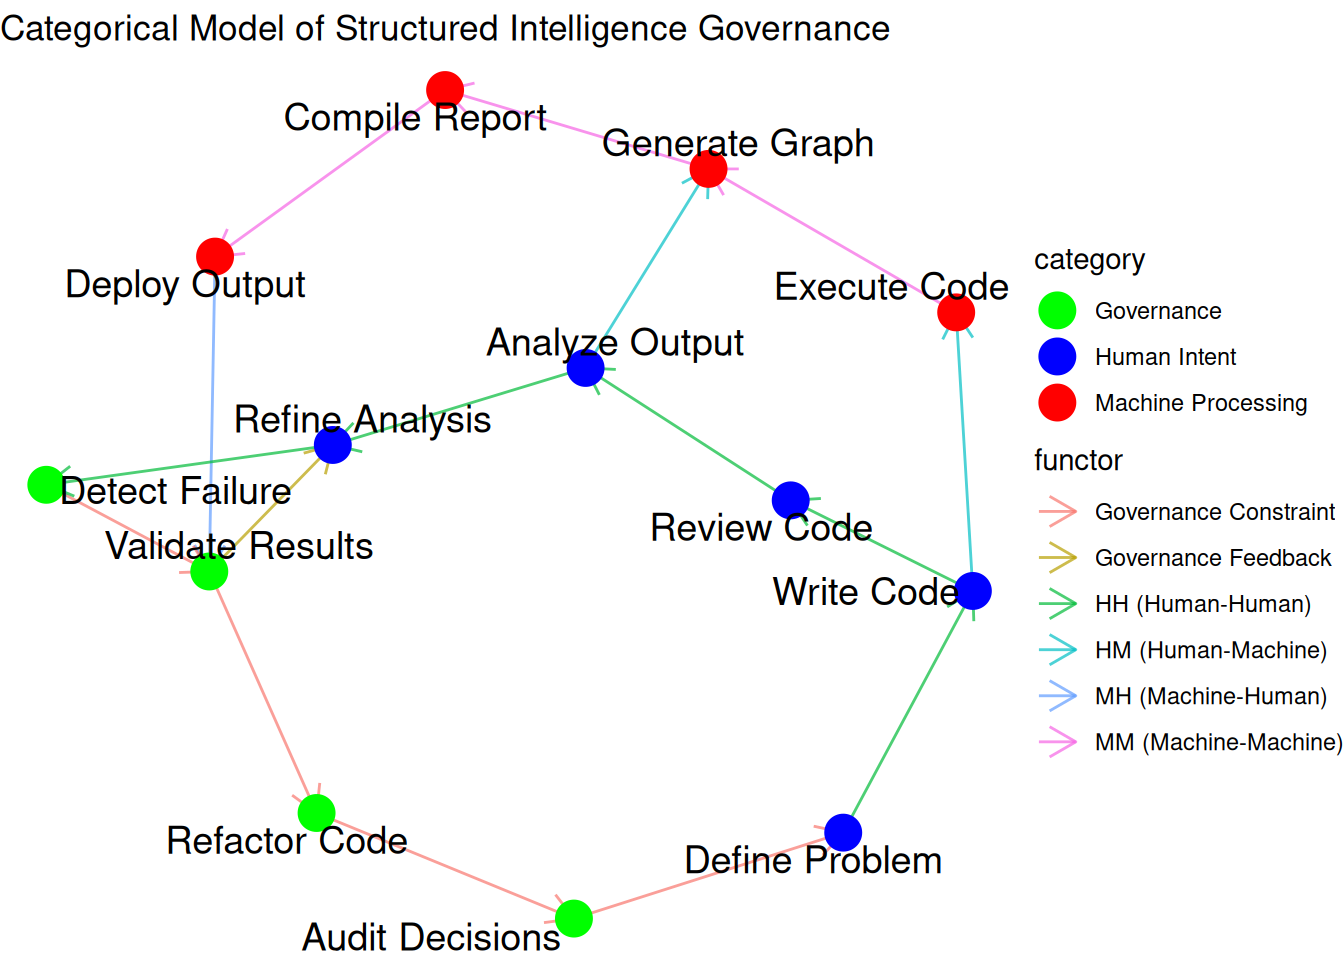 Categorical Model of Structured Intelligence Governance
Compile Report
Generate Graph
Deploy Output
Execute Code
Analyze Output
Refine Analysis
Detect Failure
Validate Results
Review Code
Write Code
Refactor Code
Define Problem
Audit Decisions
category
Governance
Human Intent
Machine Processing
functor
Governance Constraint
Governance Feedback
HH (Human-Human)
HM (Human-Machine)
MH (Machine-Human)
MM (Machine-Machine)